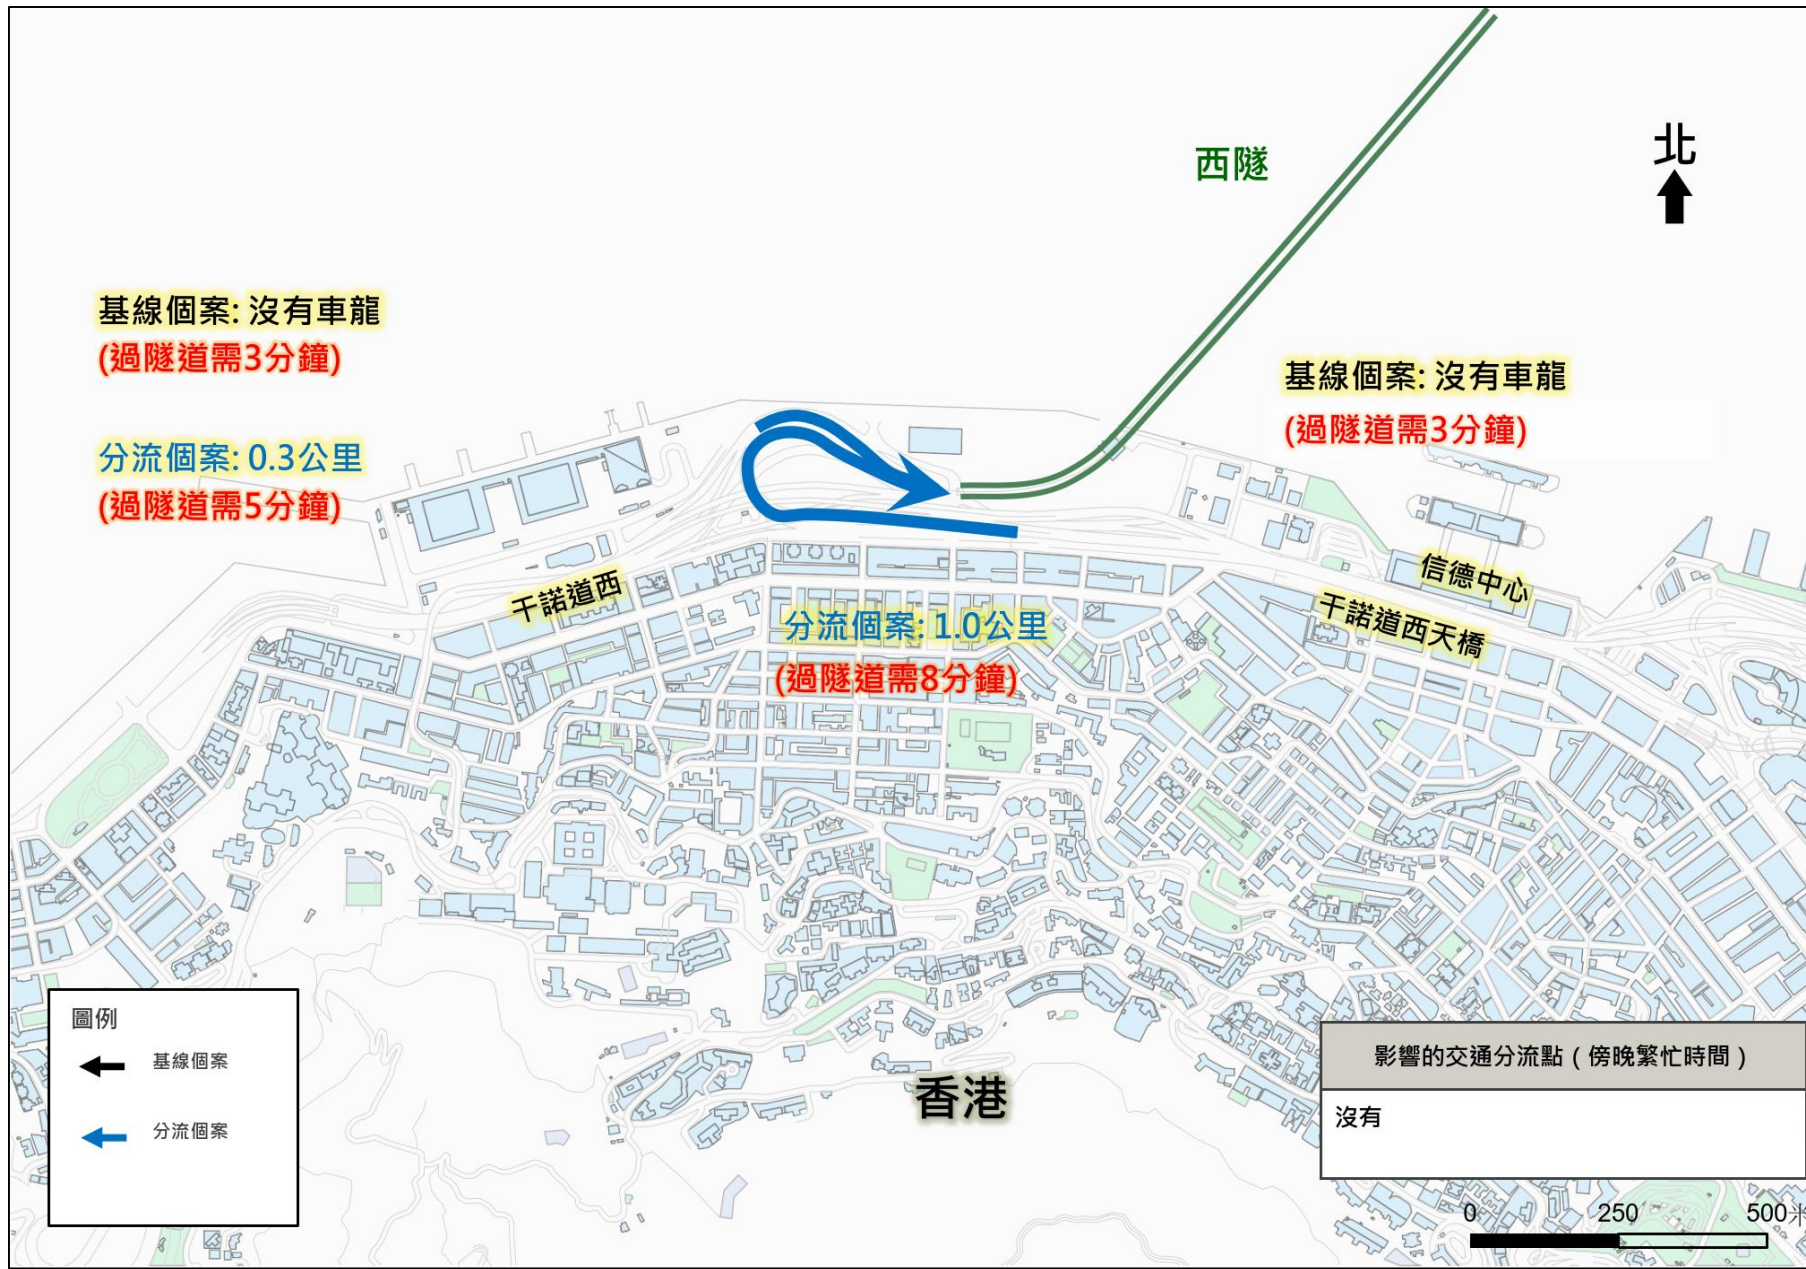 西隧
北
基線個案: 沒有車龍
(過隧道需3分鐘)
基線個案: 沒有車龍
(過隧道需3分鐘)
分流個案: 0.3公里
(過隧道需5分鐘)
信德中心
干諾道西
干諾道西天橋
分流個案: 1.0公里
(過隧道需8分鐘)
圖例
基線個案
分流個案
香港
影響的交通分流點 ( 傍晚繁忙時間 )
沒有
0 250 500米